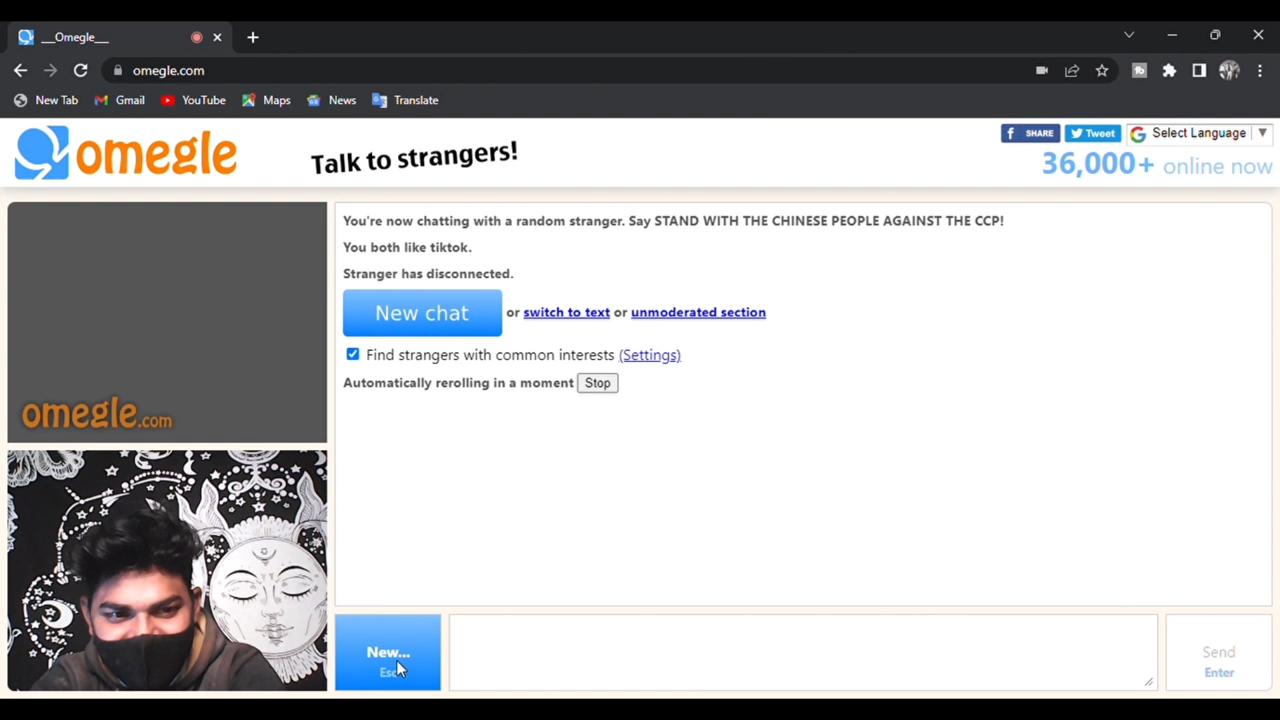 __Omegle__
omegle.com
New Tab Gmail YouTube Maps News Translate
omegle Talk to strangers! f SHARE Tweet G Select Language ▼
36,000+ online now
You're now chatting with a random stranger. Say STAND WITH THE CHINESE PEOPLE AGAINST THE CCP!
You both like tiktok.
Stranger has disconnected.
New chat or switch to text or unmoderated section
Find strangers with common interests (Settings)
Automatically rerolling in a moment Stop
omegle.com
New... Send
Esc Enter